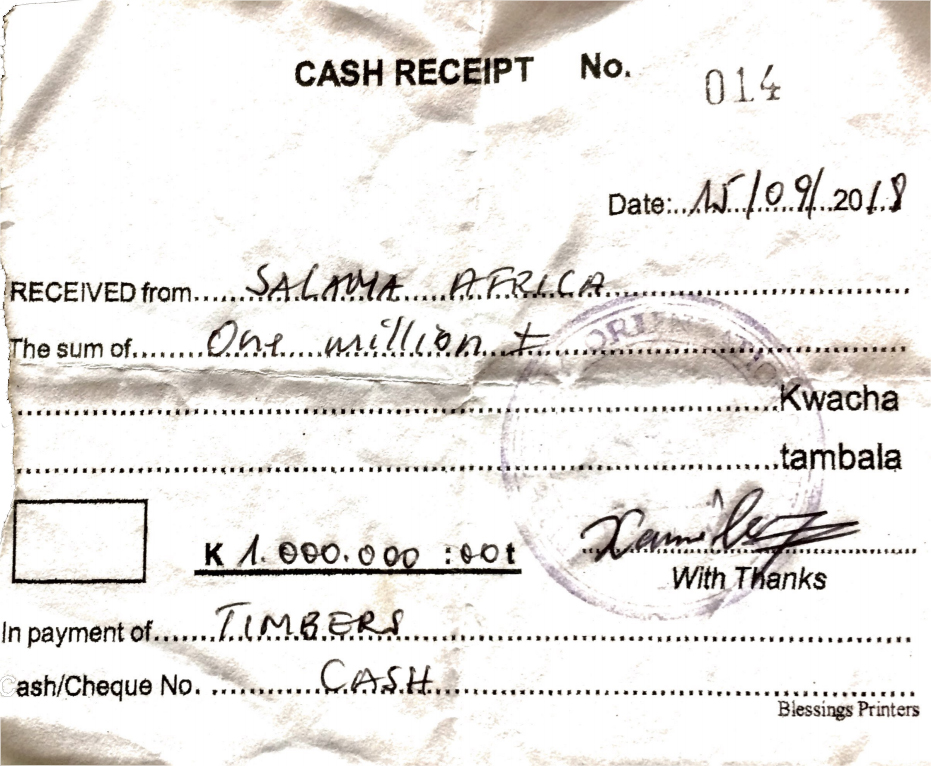 CASH RECEIPT No. 014
Date:...15/09/...2018
RECEIVED from....SALAMA AFRICA
The sum of......One million
Kwacha
tambala
K 1.000.000 :00t
With Thanks
In payment of.....TIMBERS
Cash/Cheque No. ..........CASH
Blessings Printers